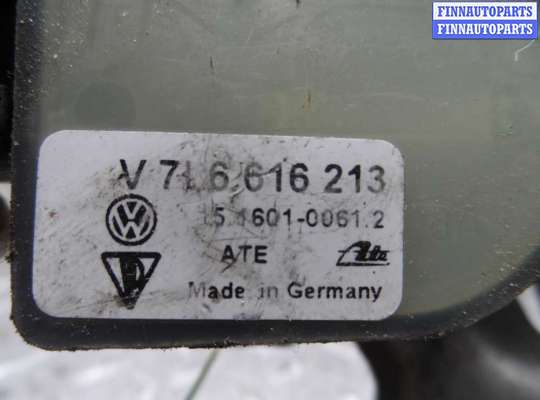 FINNAUTOPARTS
FINNAUTOPARTS
V 7L6 616 213
15.1601-0061.2
ATE Ate
Made in Germany